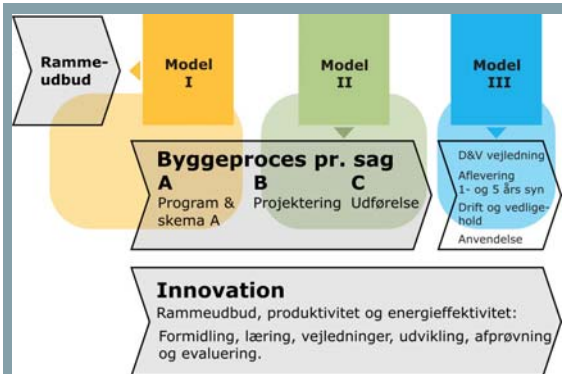 Ramme-
udbud
Model
I
Model
II
Model
III
Byggeproces pr. sag
A
Program &
skema A
B
Projektering
C
Udførelse
D&V vejledning
Aflevering
1- og 5 års syn
Drift og vedlige-
hold
Anvendelse
Innovation
Rammeudbud, produktivitet og energieffektivitet:
Formidling, læring, vejledninger, udvikling, afprøvning
og evaluering.